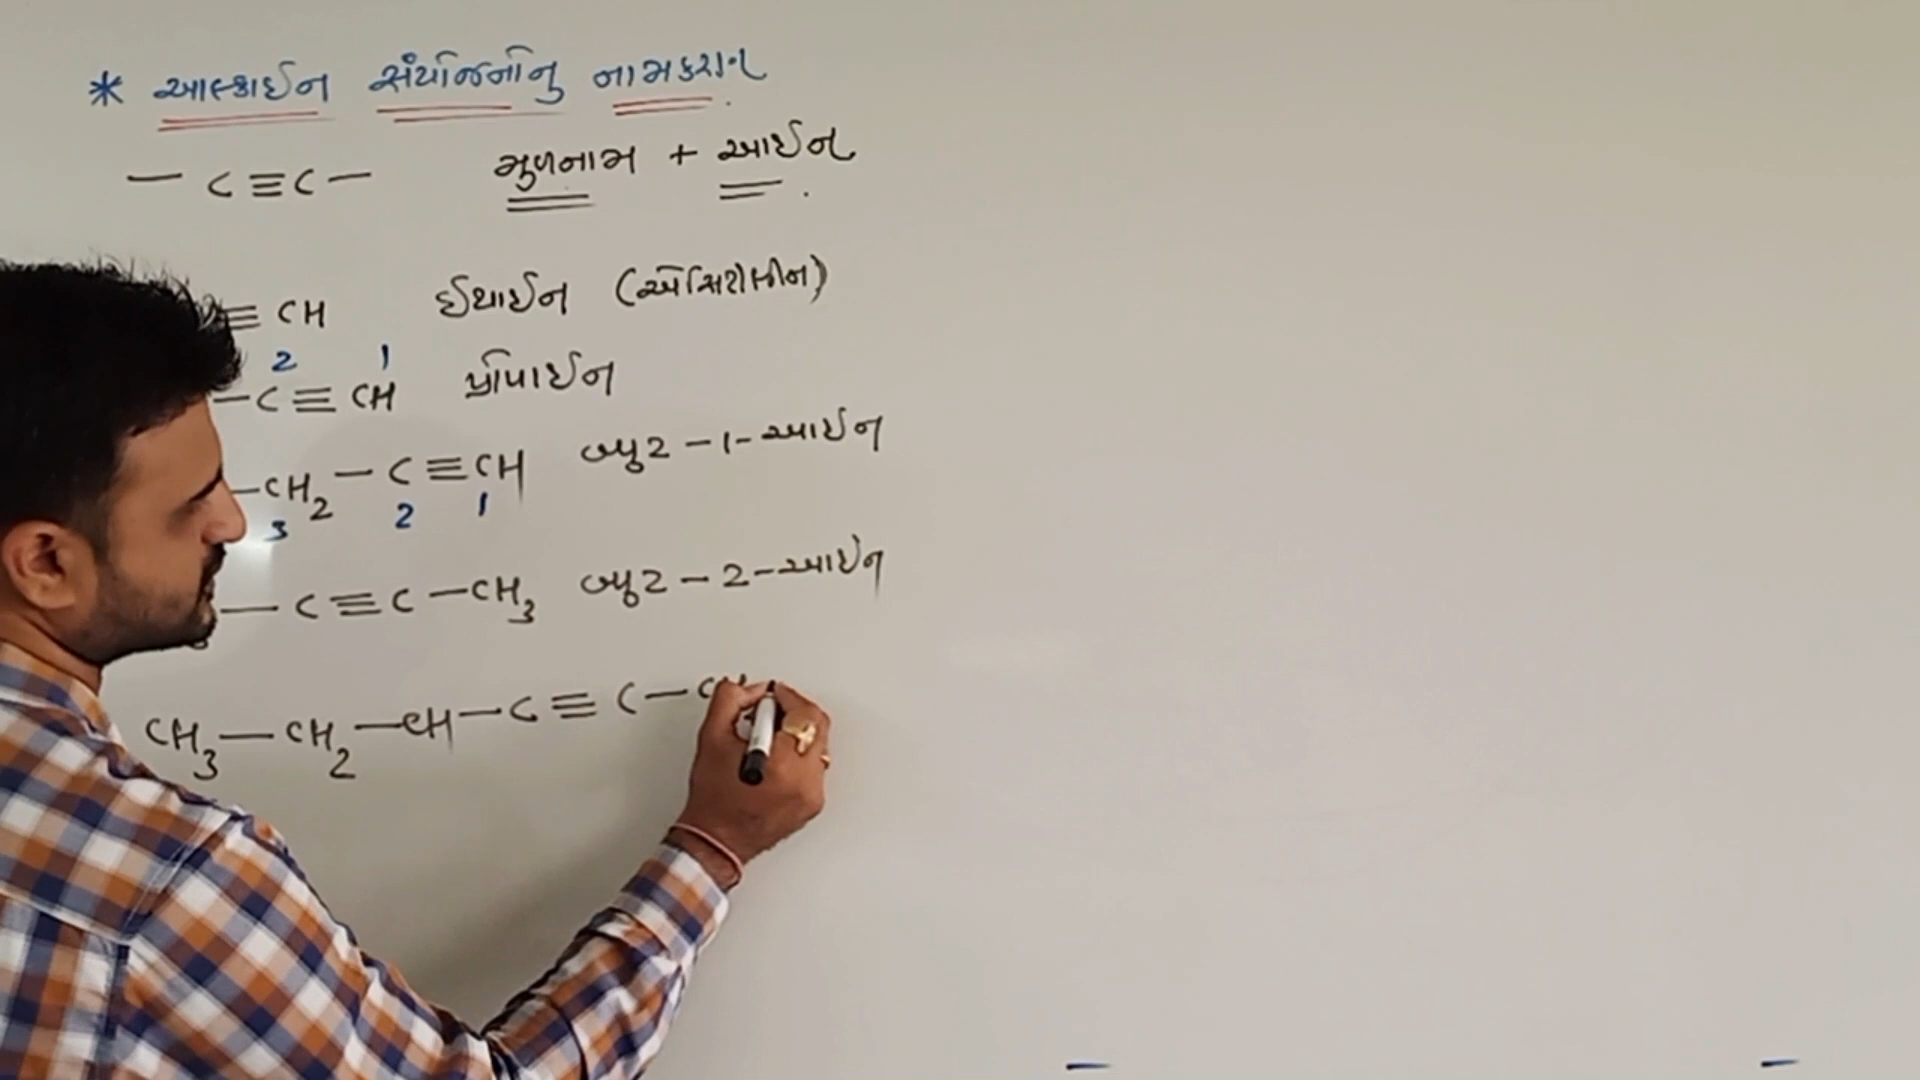 * આલ્કાઈન સંયોજનોનુ નામકરણ.
— C ≡ C — મુળનામ + આઈન.
≡ CH ઈથાઈન (એસિટીલીન)
2 1
— C ≡ CH પ્રોપાઈન
— CH₂ — C ≡ CH બ્યુટ – 1 – આઈન
3 2 1
— C ≡ C — CH₃ બ્યુટ – 2 – આઈન
CH₃ — CH₂ — CH — C ≡ C —